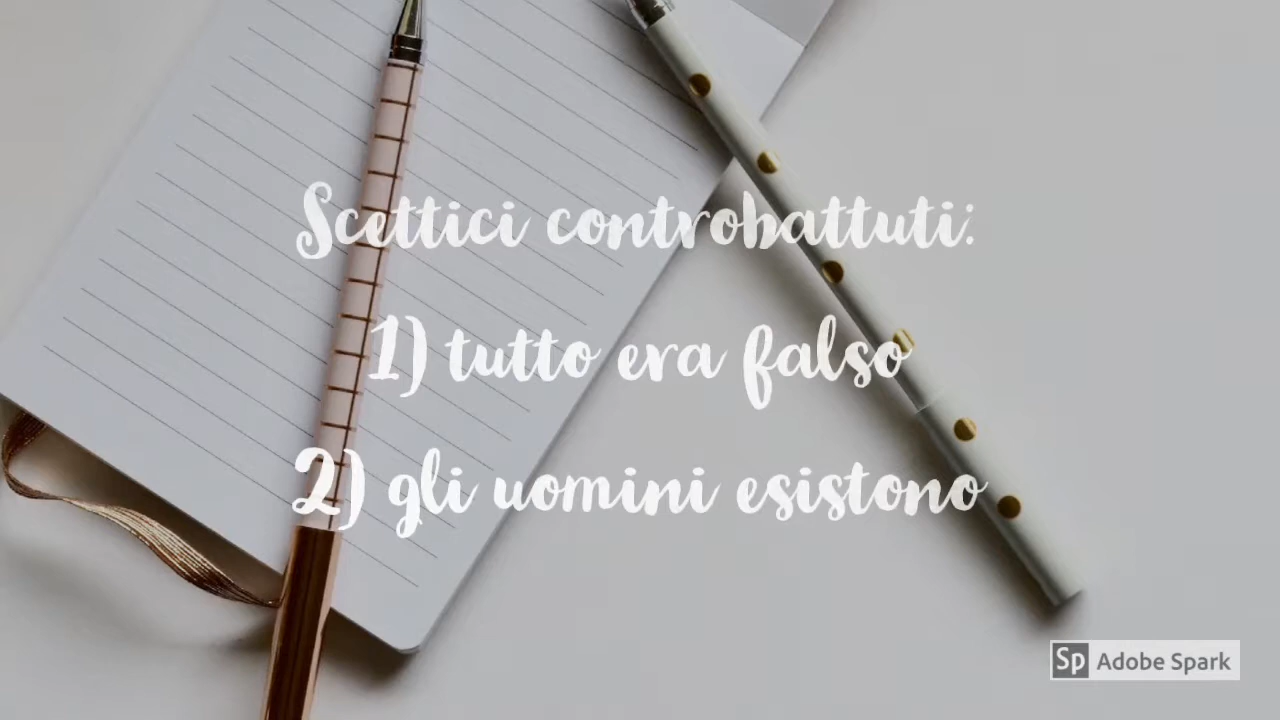 Scettici controbattuti:
1) tutto era falso
2) gli uomini esistono
Sp Adobe Spark